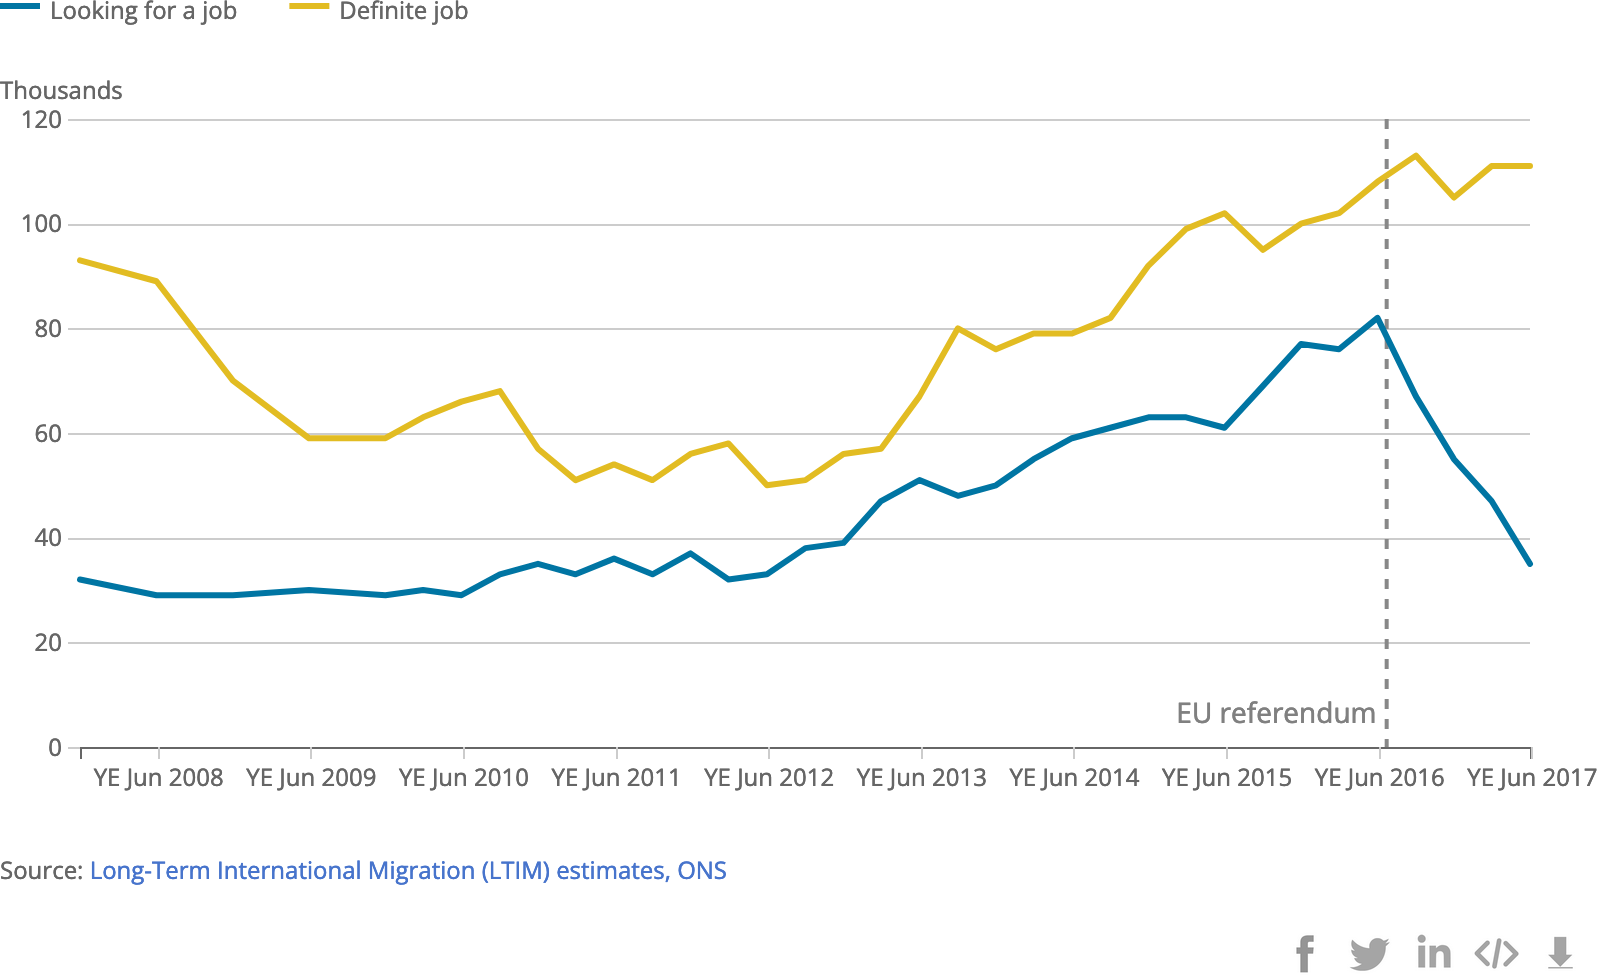 Looking for a job Definite job
Thousands
120
100
80
60
40
20
EU referendum
0
YE Jun 2008 YE Jun 2009 YE Jun 2010 YE Jun 2011 YE Jun 2012 YE Jun 2013 YE Jun 2014 YE Jun 2015 YE Jun 2016 YE Jun 2017
Source: Long-Term International Migration (LTIM) estimates, ONS